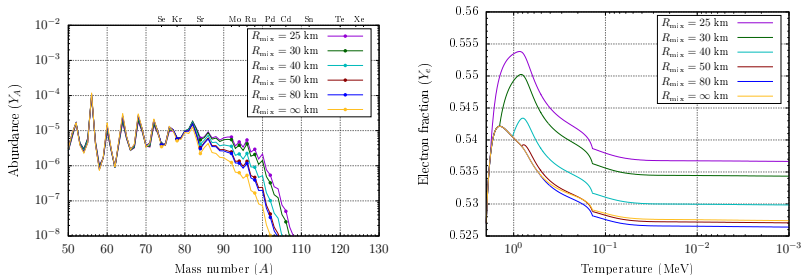 Se Kr Sr Mo Ru Pd Cd Sn Te Xe
10⁻²
10⁻³
10⁻⁴
10⁻⁵
10⁻⁶
10⁻⁷
10⁻⁸
Abundance (Y_A)
R_mix = 25 km
R_mix = 30 km
R_mix = 40 km
R_mix = 50 km
R_mix = 80 km
R_mix = ∞ km
50 60 70 80 90 100 110 120 130
Mass number (A)
0.56
0.555
0.55
0.545
0.54
0.535
0.53
0.525
Electron fraction (Y_e)
R_mix = 25 km
R_mix = 30 km
R_mix = 40 km
R_mix = 50 km
R_mix = 80 km
R_mix = ∞ km
10⁰ 10⁻¹ 10⁻² 10⁻³
Temperature (MeV)